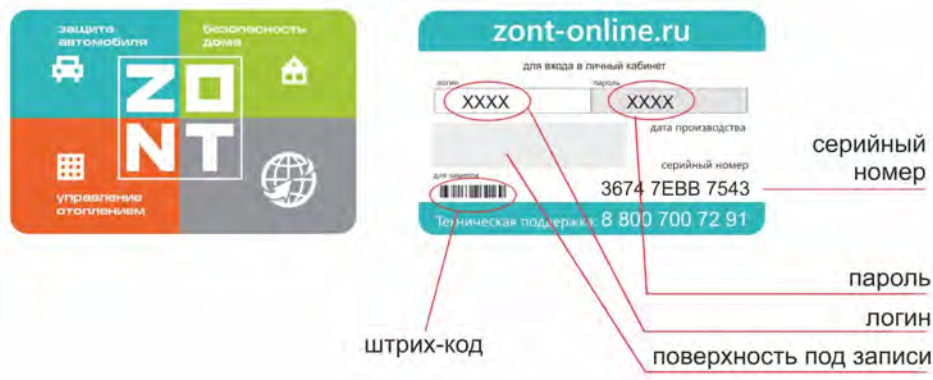 защита
автомобиля
безопасность
дома
ZONT
управление
отоплением
zont-online.ru
для входа в личный кабинет
логин
пароль
XXXX
XXXX
дата производства
серийный номер
для заметок
3674 7EBB 7543
Техническая поддержка: 8 800 700 72 91
серийный
номер
пароль
логин
штрих-код
поверхность под записи